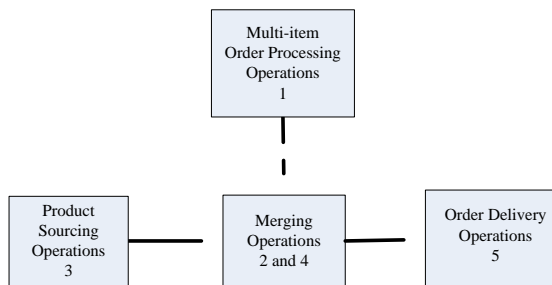 Multi-item
Order Processing
Operations
1
Product
Sourcing
Operations
3
Merging
Operations
2 and 4
Order Delivery
Operations
5